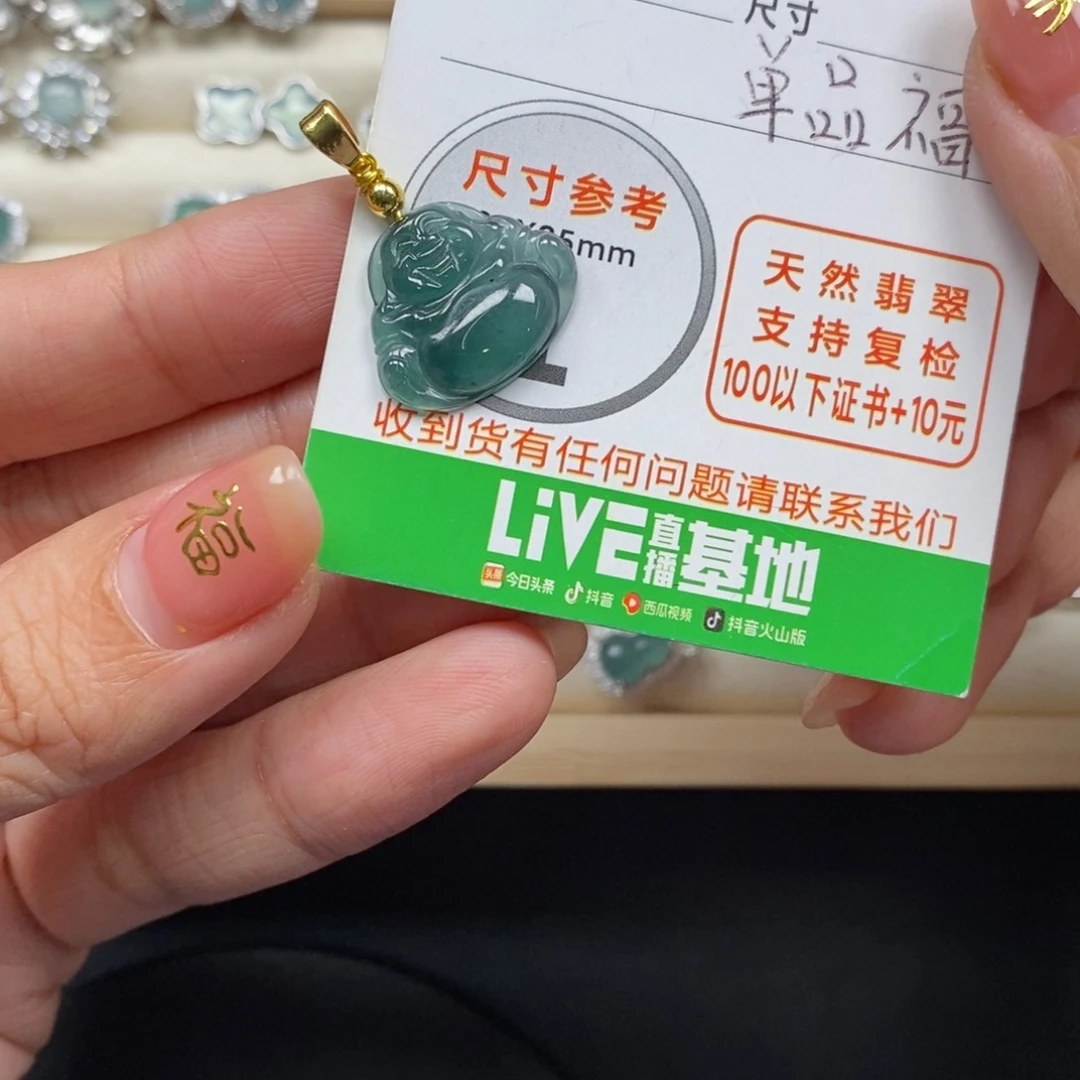 尺寸
单品福
尺寸参考
25mm
天然翡翠
支持复检
100以下证书+10元
收到货有任何问题请联系我们
LiVE直播基地
头条 今日头条 抖音 西瓜视频 抖音火山版
福